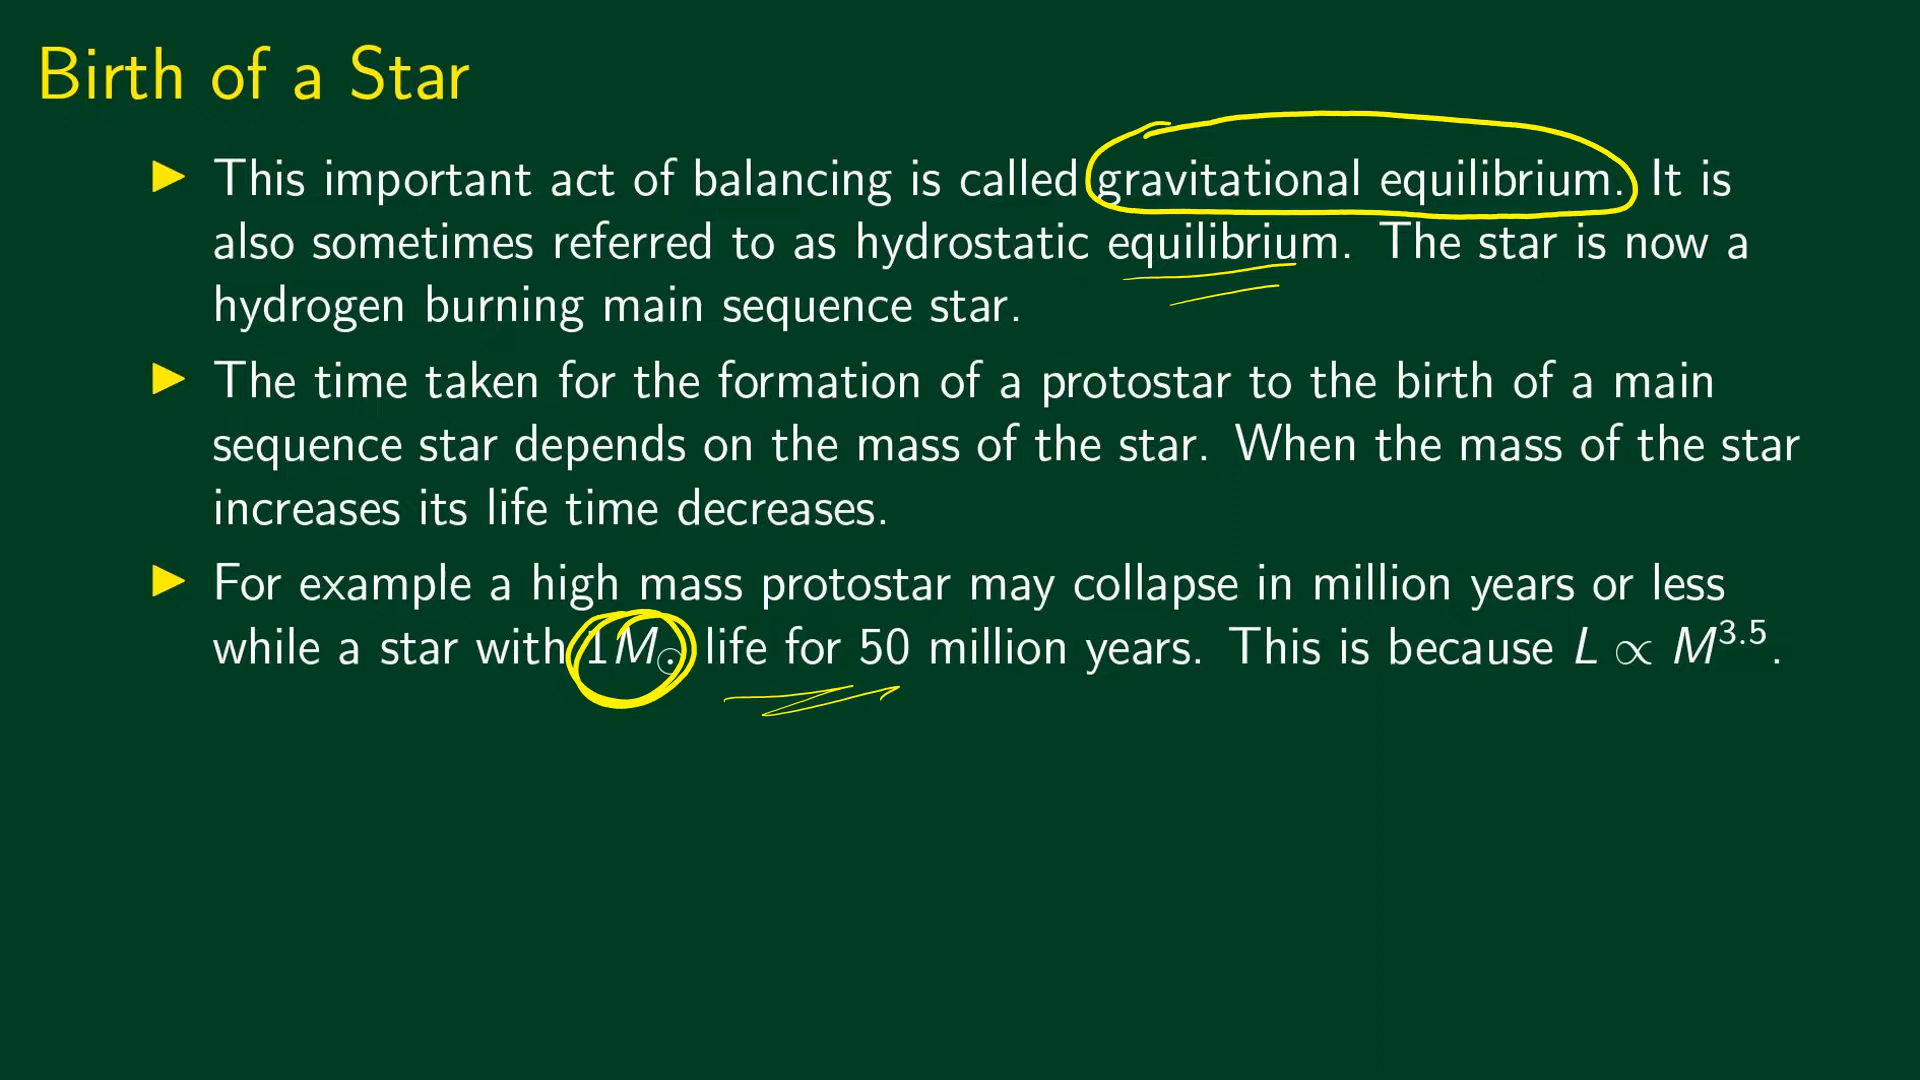 Birth of a Star
▶ This important act of balancing is called gravitational equilibrium. It is
also sometimes referred to as hydrostatic equilibrium. The star is now a
hydrogen burning main sequence star.
▶ The time taken for the formation of a protostar to the birth of a main
sequence star depends on the mass of the star. When the mass of the star
increases its life time decreases.
▶ For example a high mass protostar may collapse in million years or less
while a star with 1M⊙ life for 50 million years. This is because L ∝ M^3.5.